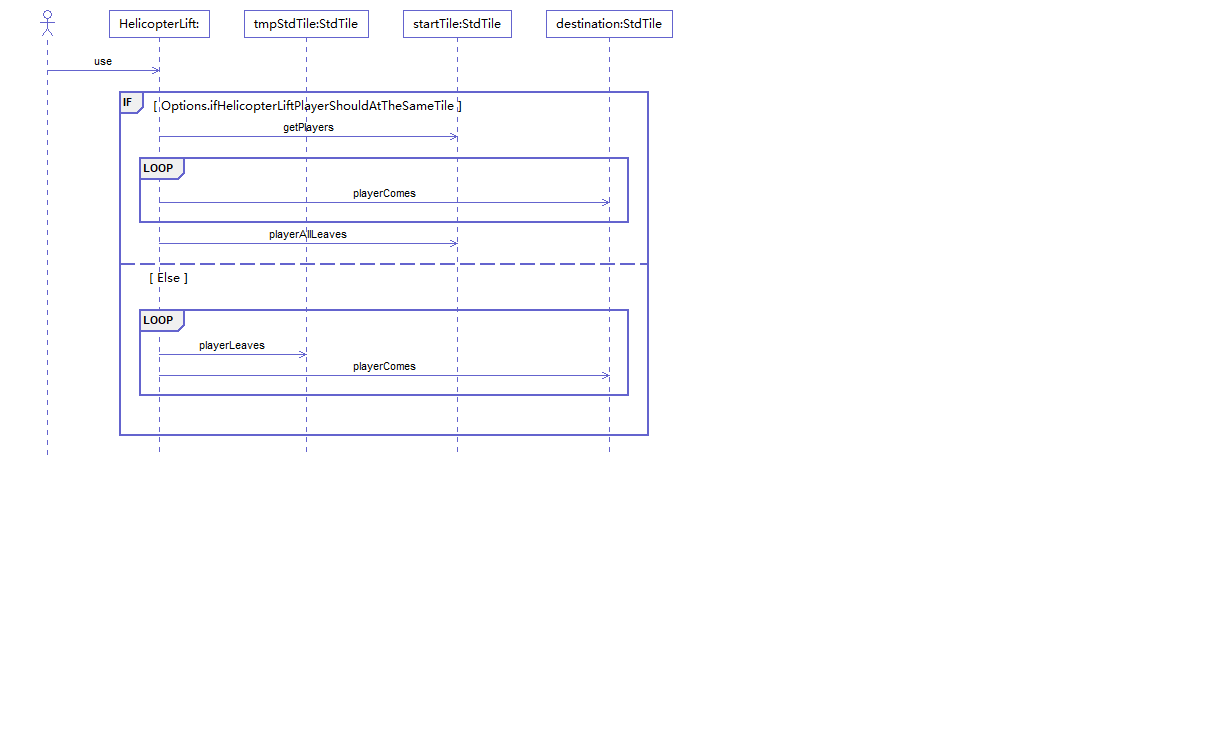 HelicopterLift:
tmpStdTile:StdTile
startTile:StdTile
destination:StdTile
use
IF
[ Options.ifHelicopterLiftPlayerShouldAtTheSameTile ]
getPlayers
LOOP
playerComes
playerAllLeaves
[ Else ]
LOOP
playerLeaves
playerComes